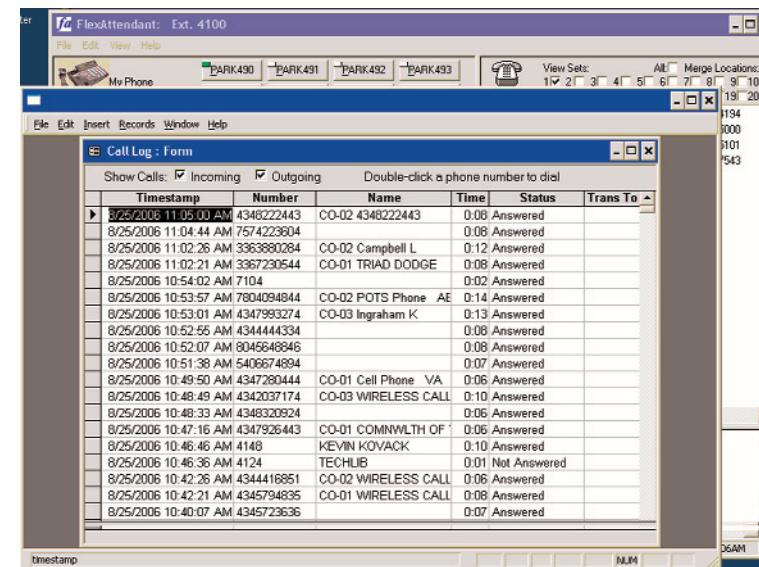 ter
fa FlexAttendant: Ext. 4100
File Edit View Help
My Phone PARK490 PARK491 PARK492 PARK493 View Sets: Alt: Merge Locations:
1 2 3 4 5 6 7 8 9 10
19 20
File Edit Insert Records Window Help
4194
5000
5101
7543
Call Log : Form
Show Calls: Incoming Outgoing Double-click a phone number to dial
Timestamp Number Name Time Status Trans To
8/25/2006 11:05:00 AM 4348222443 CO-02 4348222443 0:08 Answered
8/25/2006 11:04:44 AM 7574223604 0:08 Answered
8/25/2006 11:02:26 AM 3363880284 CO-02 Campbell L 0:12 Answered
8/25/2006 11:02:21 AM 3367230544 CO-01 TRIAD DODGE 0:08 Answered
8/25/2006 10:54:02 AM 7104 0:02 Answered
8/25/2006 10:53:57 AM 7804094844 CO-02 POTS Phone AE 0:14 Answered
8/25/2006 10:53:01 AM 4347993274 CO-03 Ingraham K 0:13 Answered
8/25/2006 10:52:55 AM 4344444334 0:08 Answered
8/25/2006 10:52:07 AM 8045648846 0:08 Answered
8/25/2006 10:51:38 AM 5406674894 0:07 Answered
8/25/2006 10:49:50 AM 4347280444 CO-01 Cell Phone VA 0:06 Answered
8/25/2006 10:48:49 AM 4342037174 CO-03 WIRELESS CALL 0:10 Answered
8/25/2006 10:48:33 AM 4348320924 0:06 Answered
8/25/2006 10:47:16 AM 4347926443 CO-01 COMNWLTH OF 0:06 Answered
8/25/2006 10:46:46 AM 4148 KEVIN KOVACK 0:10 Answered
8/25/2006 10:46:36 AM 4124 TECHLIB 0:01 Not Answered
8/25/2006 10:42:26 AM 4344416851 CO-02 WIRELESS CALL 0:06 Answered
8/25/2006 10:42:21 AM 4345794835 CO-01 WIRELESS CALL 0:08 Answered
8/25/2006 10:40:07 AM 4345723636 0:07 Answered
06AM
timestamp NUM